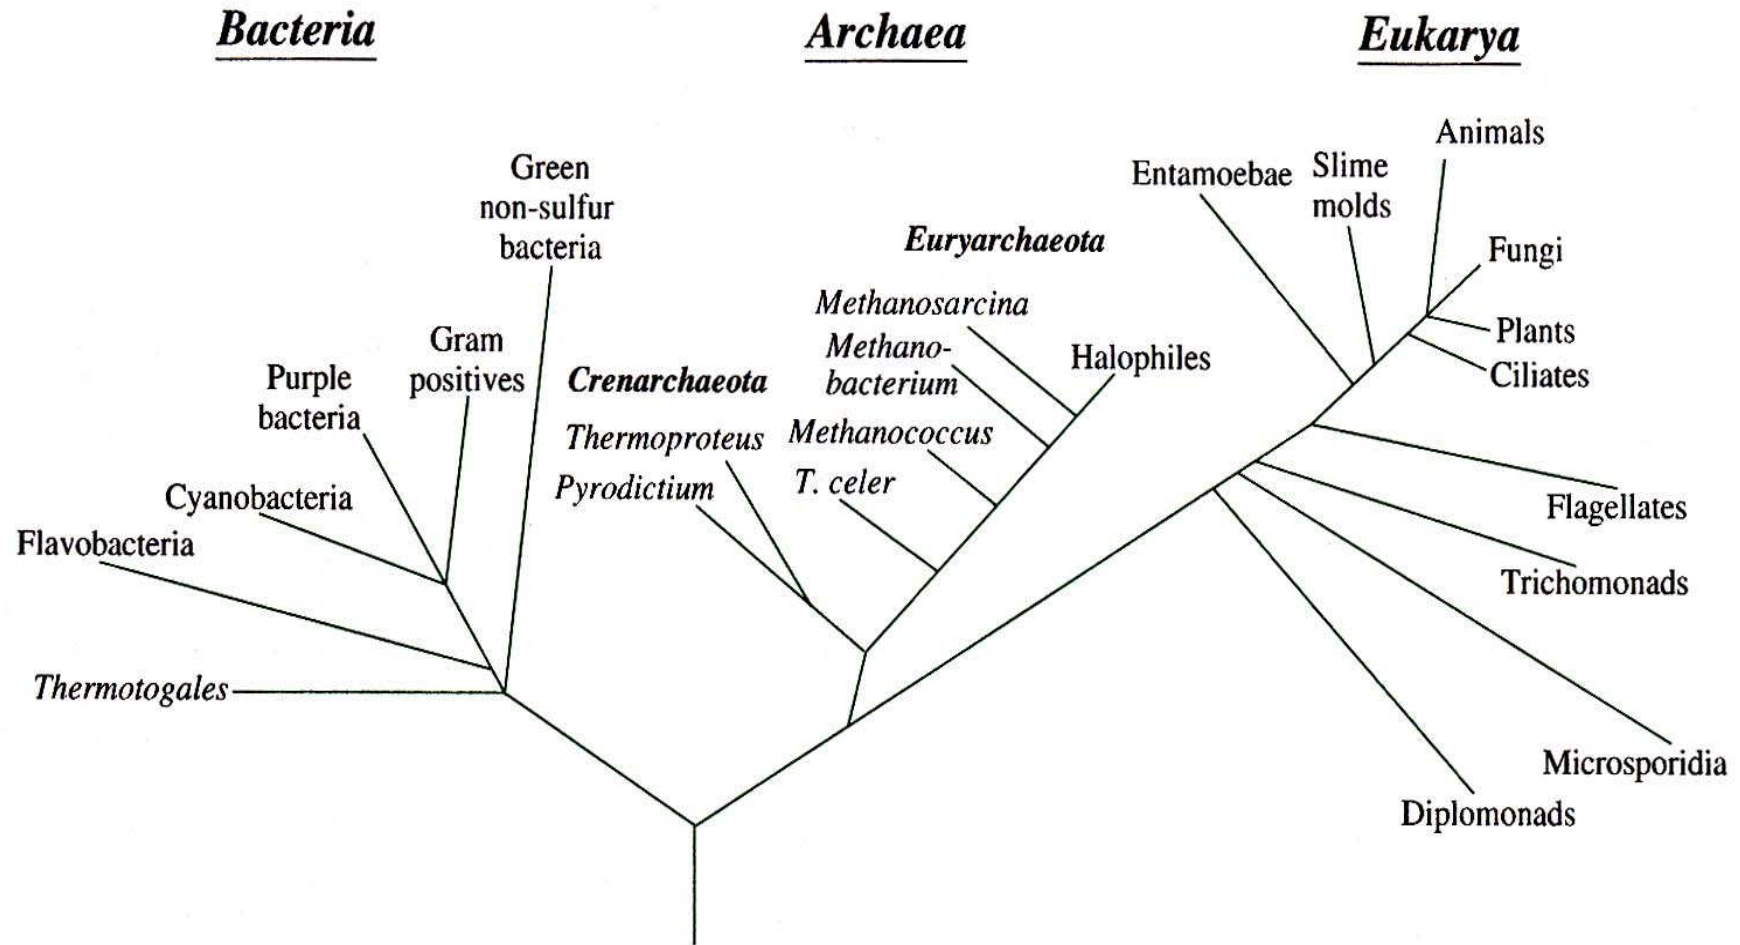 Bacteria
Archaea
Eukarya
Green
non-sulfur
bacteria
Gram
positives
Purple
bacteria
Cyanobacteria
Flavobacteria
Thermotogales
Crenarchaeota
Thermoproteus
Pyrodictium
Euryarchaeota
Methanosarcina
Methano-
bacterium
Methanococcus
T. celer
Halophiles
Entamoebae
Slime
molds
Animals
Fungi
Plants
Ciliates
Flagellates
Trichomonads
Microsporidia
Diplomonads